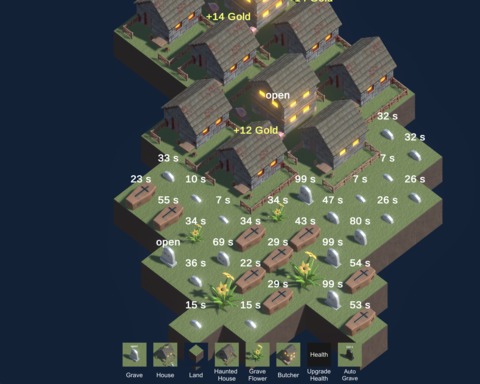 +14 Gold
open
32 s
+12 Gold
32 s
33 s
7 s
23 s
10 s
99 s
7 s
26 s
55 s
7 s
34 s
47 s
26 s
34 s
34 s
43 s
80 s
open
69 s
29 s
99 s
36 s
22 s
54 s
29 s
99 s
15 s
15 s
53 s
Grave
House
Land
Haunted
House
Grave
Flower
Butcher
Health
Upgrade
Health
Auto
Grave